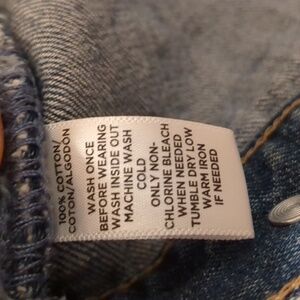 100% COTTON/
COTON/ALGODÓN
WASH ONCE
BEFORE WEARING
WASH INSIDE OUT
MACHINE WASH
COLD
ONLY NON-
CHLORINE BLEACH
WHEN NEEDED
TUMBLE DRY LOW
WARM IRON
IF NEEDED